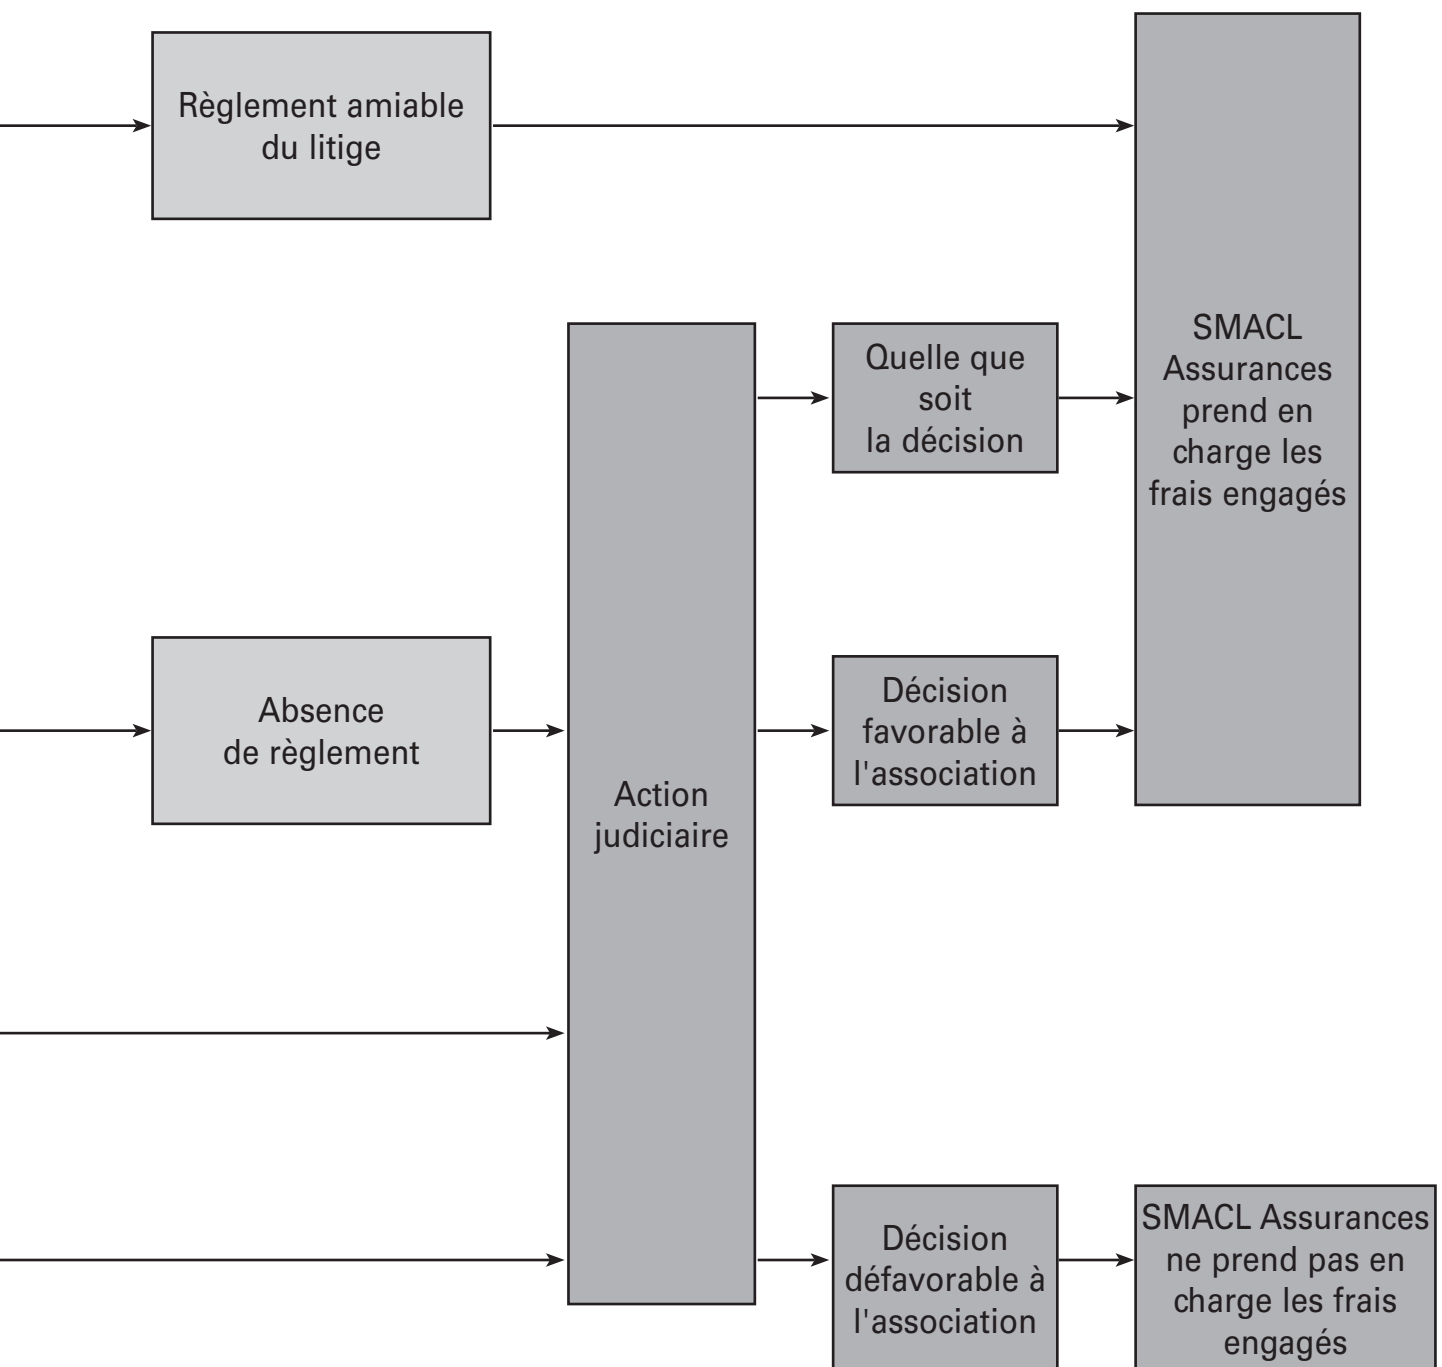 Règlement amiable
du litige
SMACL
Assurances
prend en
charge les
frais engagés
Quelle que
soit
la décision
Absence
de règlement
Action
judiciaire
Décision
favorable à
l'association
Décision
défavorable à
l'association
SMACL Assurances
ne prend pas en
charge les frais
engagés